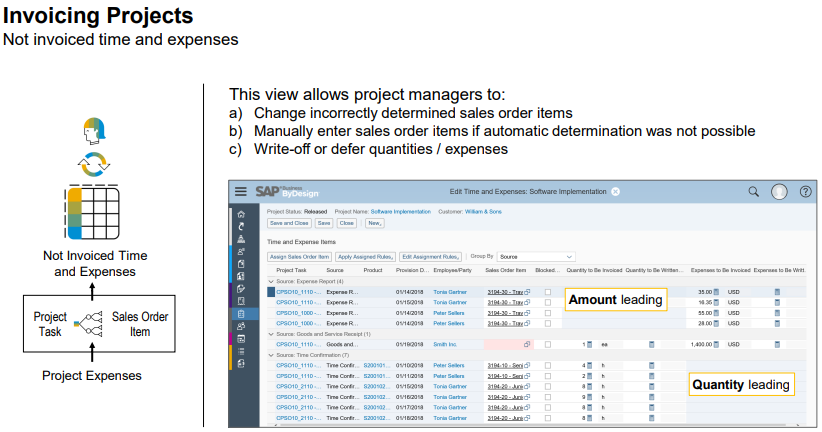 Invoicing Projects
Not invoiced time and expenses
This view allows project managers to:
a) Change incorrectly determined sales order items
b) Manually enter sales order items if automatic determination was not possible
c) Write-off or defer quantities / expenses
Not Invoiced Time
and Expenses
Project
Task
Sales Order
Item
Project Expenses
SAP Business ByDesign
Edit Time and Expenses: Software Implementation
Project Status: Released Project Name: Software Implementation Customer: William & Sons
Save and Close Save Close New
Time and Expense Items
Assign Sales Order Item Apply Assigned Rules Edit Assignment Rules Group By Source
Project Task Source Product Provision D... Employee/Party Sales Order Item Blocked... Quantity to Be Invoiced Quantity to Be Written... Expenses to Be Invoiced Expenses to Be Writt
Source: Expense Report (4)
CPSO10_1110 -... Expense R... 01/14/2018 Tonia Gartner 3194-30 - Trav 35.00 USD
CPSO10_1110 -... Expense R... 01/15/2018 Tonia Gartner 3194-30 - Trav 16.35 USD
CPSO10_1000 -... Expense R... 01/14/2018 Peter Sellers 3194-30 - Trav 55.00 USD
CPSO10_1000 -... Expense R... 01/14/2018 Peter Sellers 3194-30 - Trav 28.00 USD
Amount leading
Source: Goods and Service Receipt (1)
CPSO10_1110 -... Goods and... 01/19/2018 Smith Inc. 1 ea 1,400.00 USD
Source: Time Confirmation (7)
CPSO10_1110 -... Time Confir... S200101... 01/10/2018 Peter Sellers 3194-10 - Seni 4 h
CPSO10_1110 -... Time Confir... S200101... 01/11/2018 Peter Sellers 3194-10 - Seni 2 h
CPSO10_2110 -... Time Confir... S200102... 01/10/2018 Tonia Gartner 3194-20 - Juni 8 h
CPSO10_2110 -... Time Confir... S200102... 01/16/2018 Tonia Gartner 3194-20 - Juni 9 h
CPSO10_2110 -... Time Confir... S200102... 01/17/2018 Tonia Gartner 3194-20 - Juni 8 h
CPSO10_2110 -... Time Confir... S200102... 01/18/2018 Tonia Gartner 3194-20 - Juni 8 h
Quantity leading